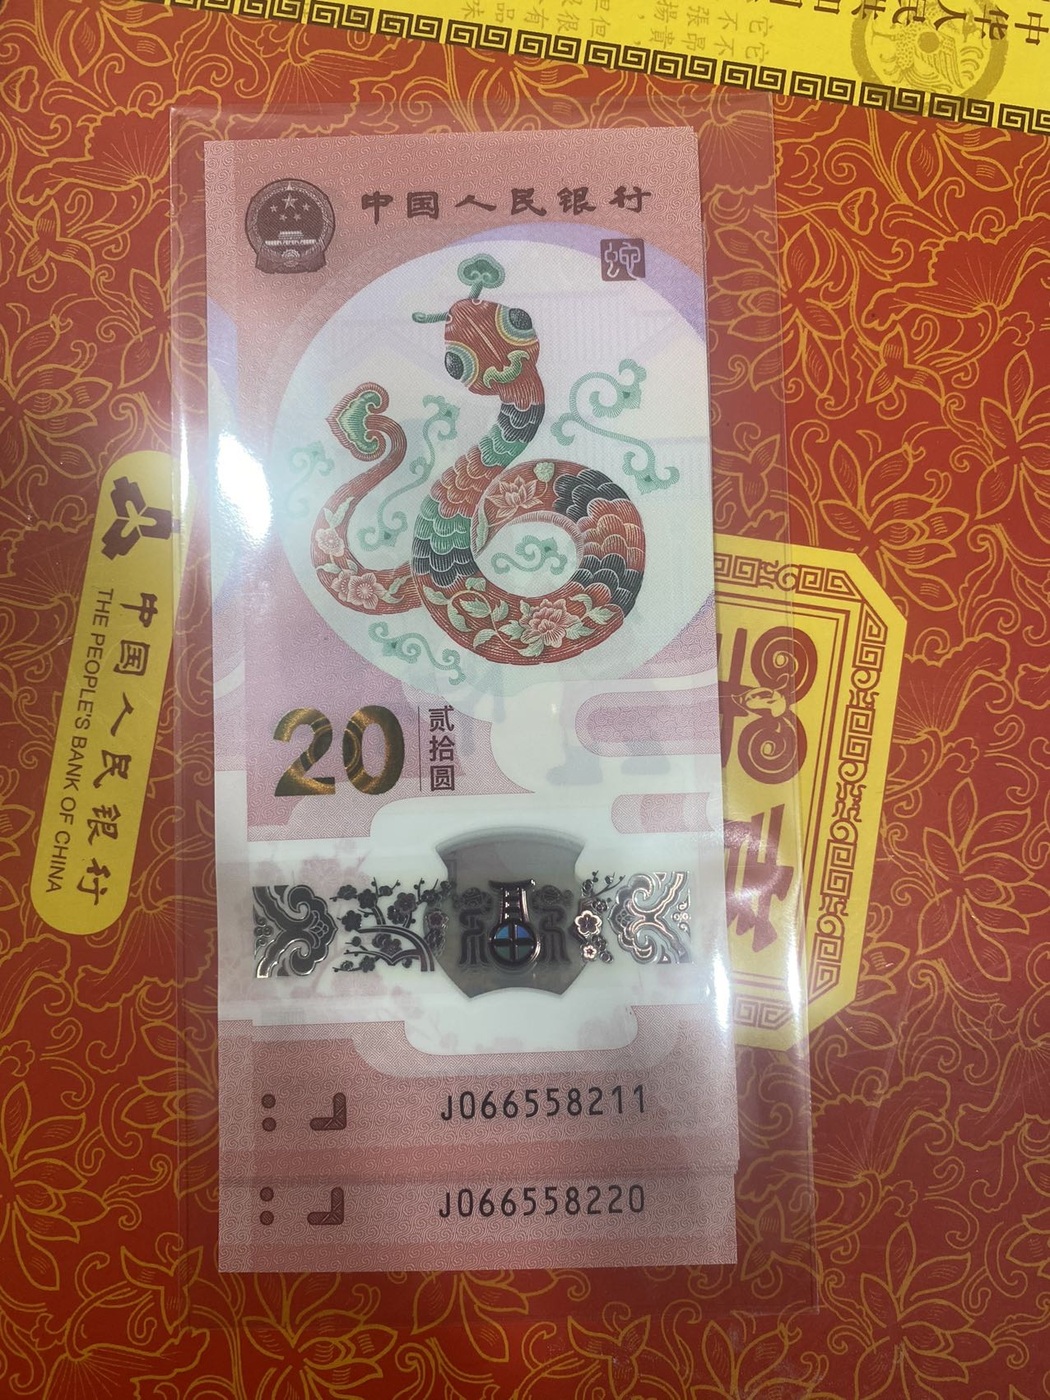 中国人民银行
蛇
20
贰拾圆
福
J066558211
J066558220
中国人民银行
THE PEOPLE'S BANK OF CHINA